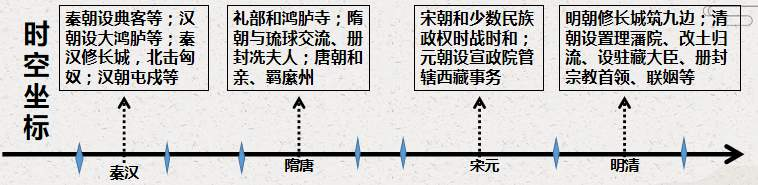 时空坐标
秦朝设典客等；汉
朝设大鸿胪等；秦
汉修长城，北击匈
奴；汉朝屯戍等
礼部和鸿胪寺；隋
朝与琉球交流、册
封冼夫人；唐朝和
亲、羁縻州
宋朝和少数民族
政权时战时和；
元朝设宣政院管
辖西藏事务
明朝修长城筑九边；清
朝设置理藩院、改土归
流、设驻藏大臣、册封
宗教首领、联姻等
秦汉
隋唐
宋元
明清